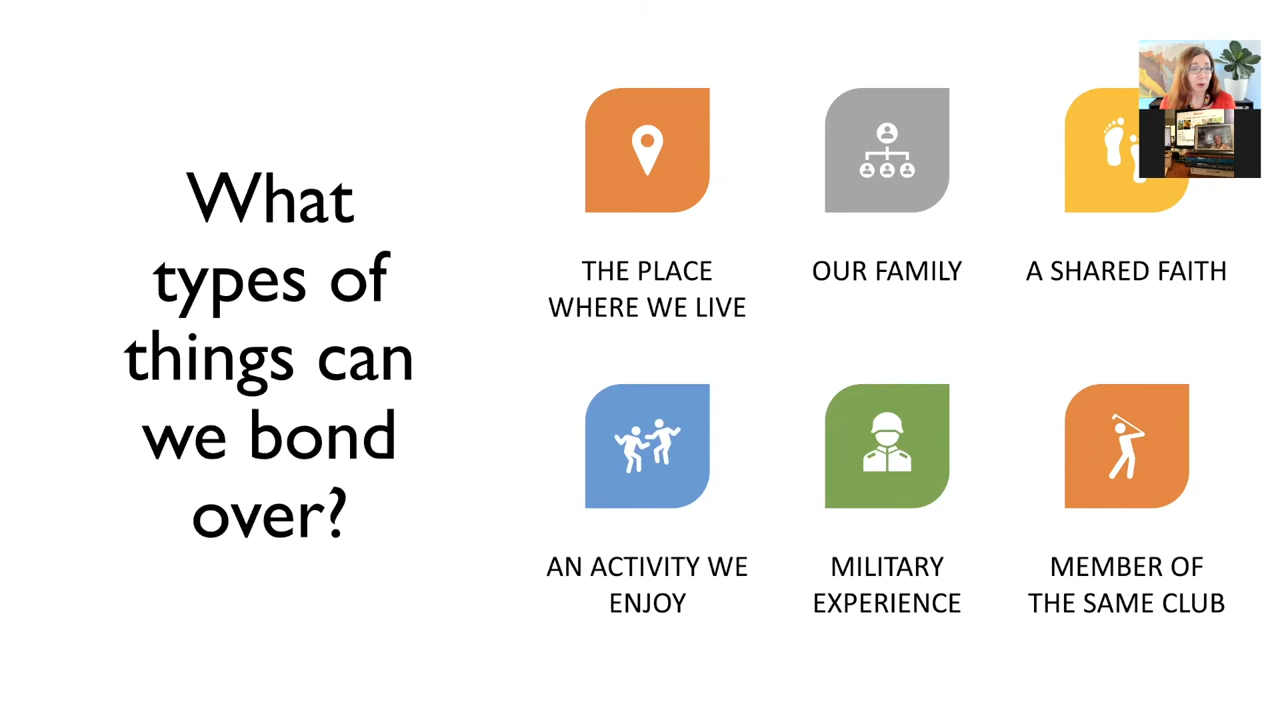 What
types of
things can
we bond
over?
THE PLACE
WHERE WE LIVE
OUR FAMILY
A SHARED FAITH
AN ACTIVITY WE
ENJOY
MILITARY
EXPERIENCE
MEMBER OF
THE SAME CLUB